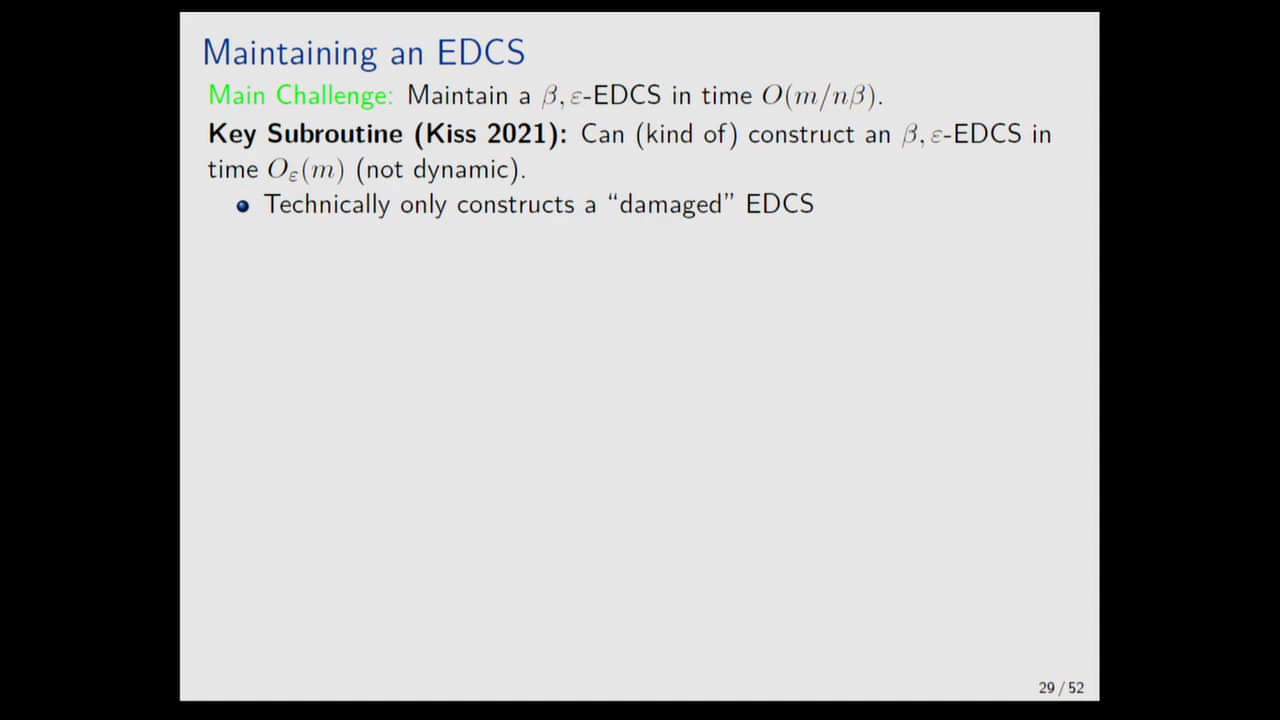 Maintaining an EDCS
Main Challenge: Maintain a β, ε-EDCS in time O(m/nβ).
Key Subroutine (Kiss 2021): Can (kind of) construct an β, ε-EDCS in
time Oε(m) (not dynamic).
Technically only constructs a “damaged” EDCS
29 / 52